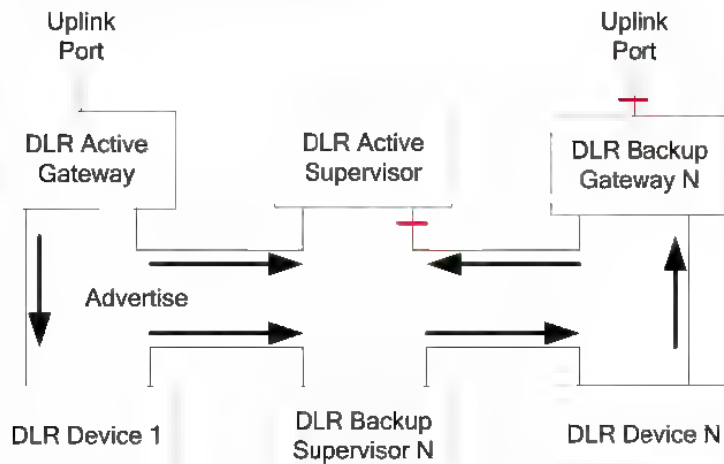 Uplink
Port
Uplink
Port
DLR Active
Gateway
DLR Active
Supervisor
DLR Backup
Gateway N
Advertise
DLR Device 1
DLR Backup
Supervisor N
DLR Device N